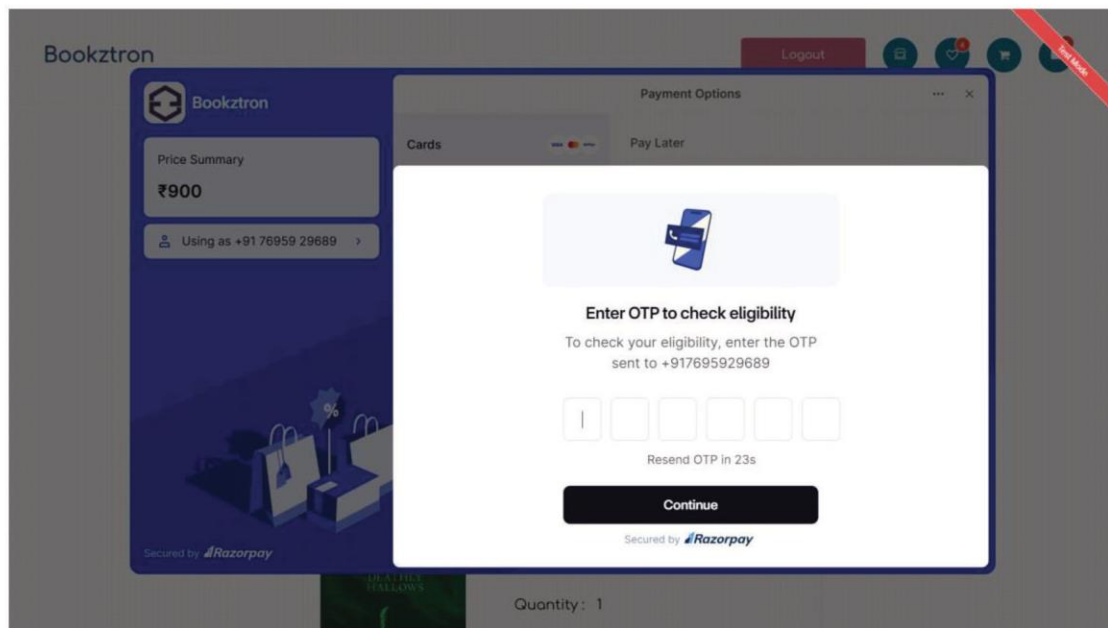 Bookztron
Logout
Test Mode
Bookztron
Payment Options
Cards
Pay Later
Price Summary
₹900
Using as +91 76959 29689
Enter OTP to check eligibility
To check your eligibility, enter the OTP
sent to +917695929689
Resend OTP in 23s
Continue
Secured by Razorpay
Secured by Razorpay
DEATHLY
HALLOWS
Quantity : 1